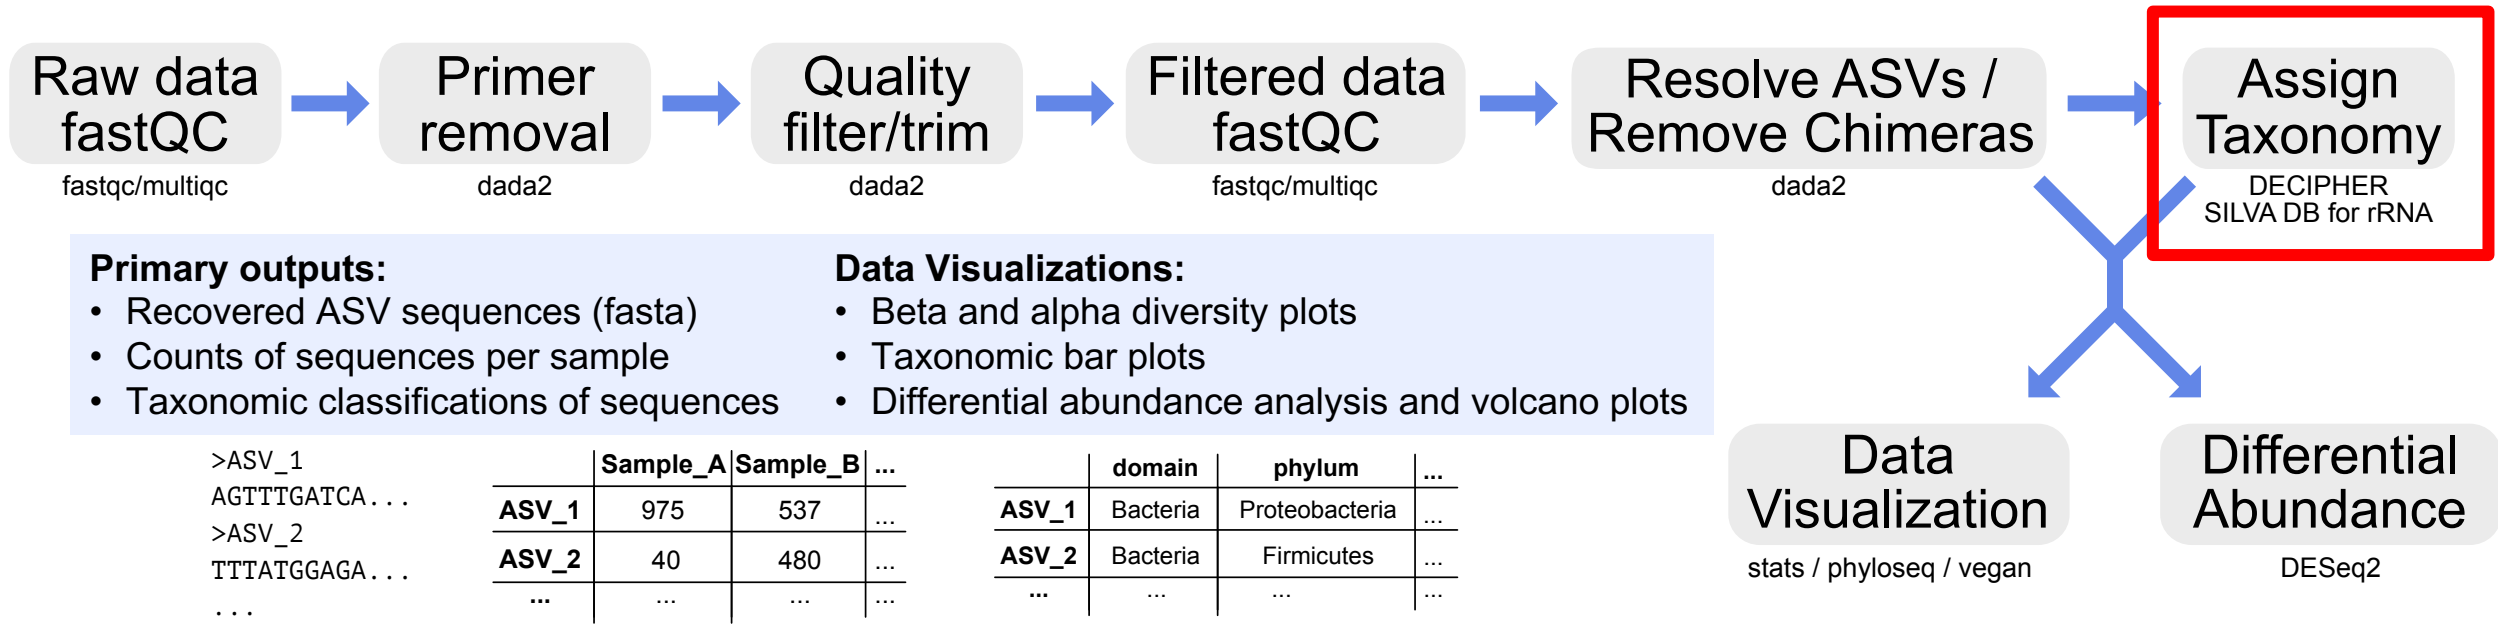 Raw data
fastQC
fastqc/multiqc
Primer
removal
dada2
Quality
filter/trim
dada2
Filtered data
fastQC
fastqc/multiqc
Resolve ASVs /
Remove Chimeras
dada2
Assign
Taxonomy
DECIPHER
SILVA DB for rRNA
Primary outputs:
• Recovered ASV sequences (fasta)
• Counts of sequences per sample
• Taxonomic classifications of sequences
Data Visualizations:
• Beta and alpha diversity plots
• Taxonomic bar plots
• Differential abundance analysis and volcano plots
>ASV_1
AGTTTGATCA...
>ASV_2
TTTATGGAGA...
...
Sample_A Sample_B ...
ASV_1 975 537 ...
ASV_2 40 480 ...
... ... ... ...
domain phylum ...
ASV_1 Bacteria Proteobacteria ...
ASV_2 Bacteria Firmicutes ...
... ... ... ...
Data
Visualization
stats / phyloseq / vegan
Differential
Abundance
DESeq2